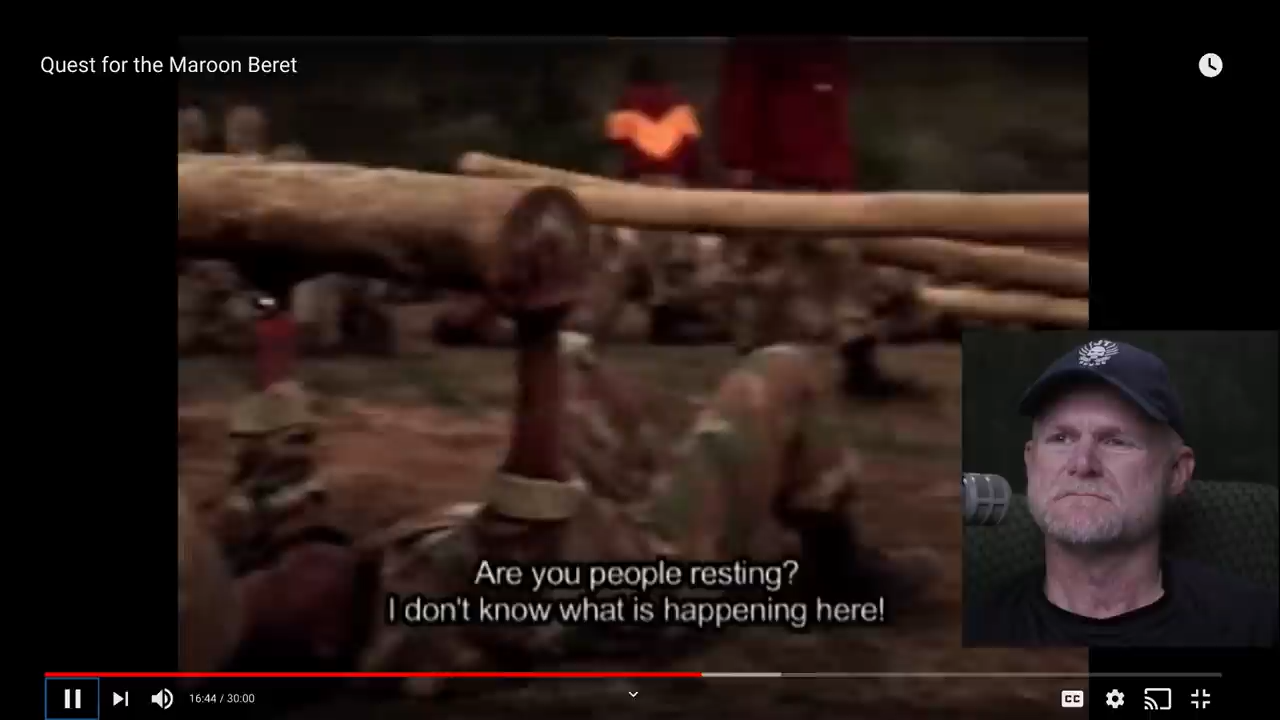 Quest for the Maroon Beret
Are you people resting?
I don't know what is happening here!
16:44 / 30:00
CC